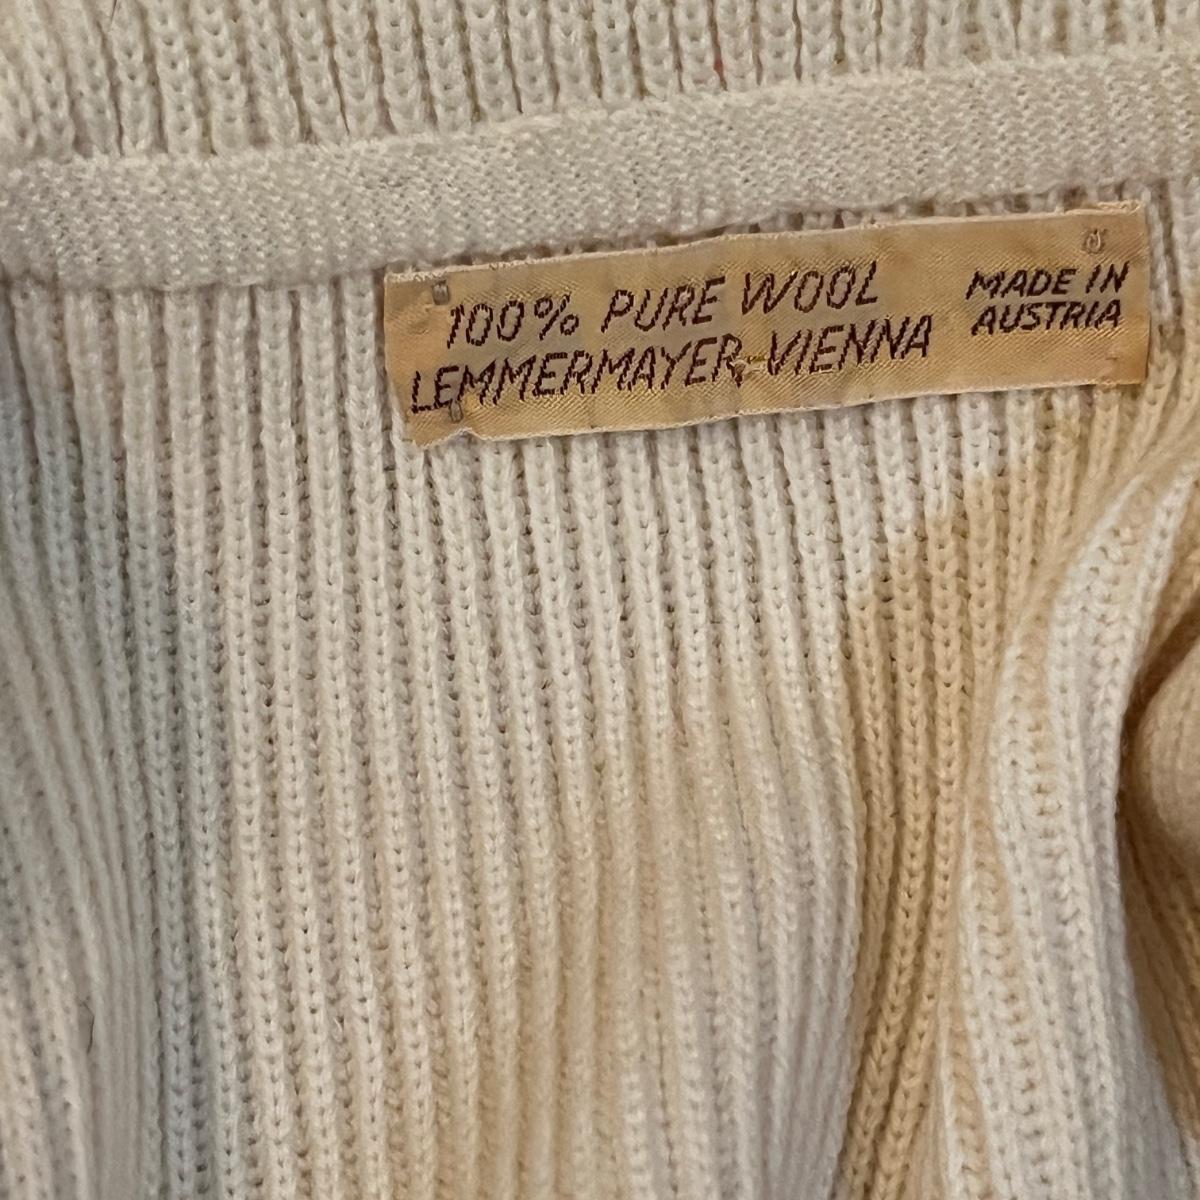 100% PURE WOOL
LEMMERMAYER-VIENNA
MADE IN
AUSTRIA